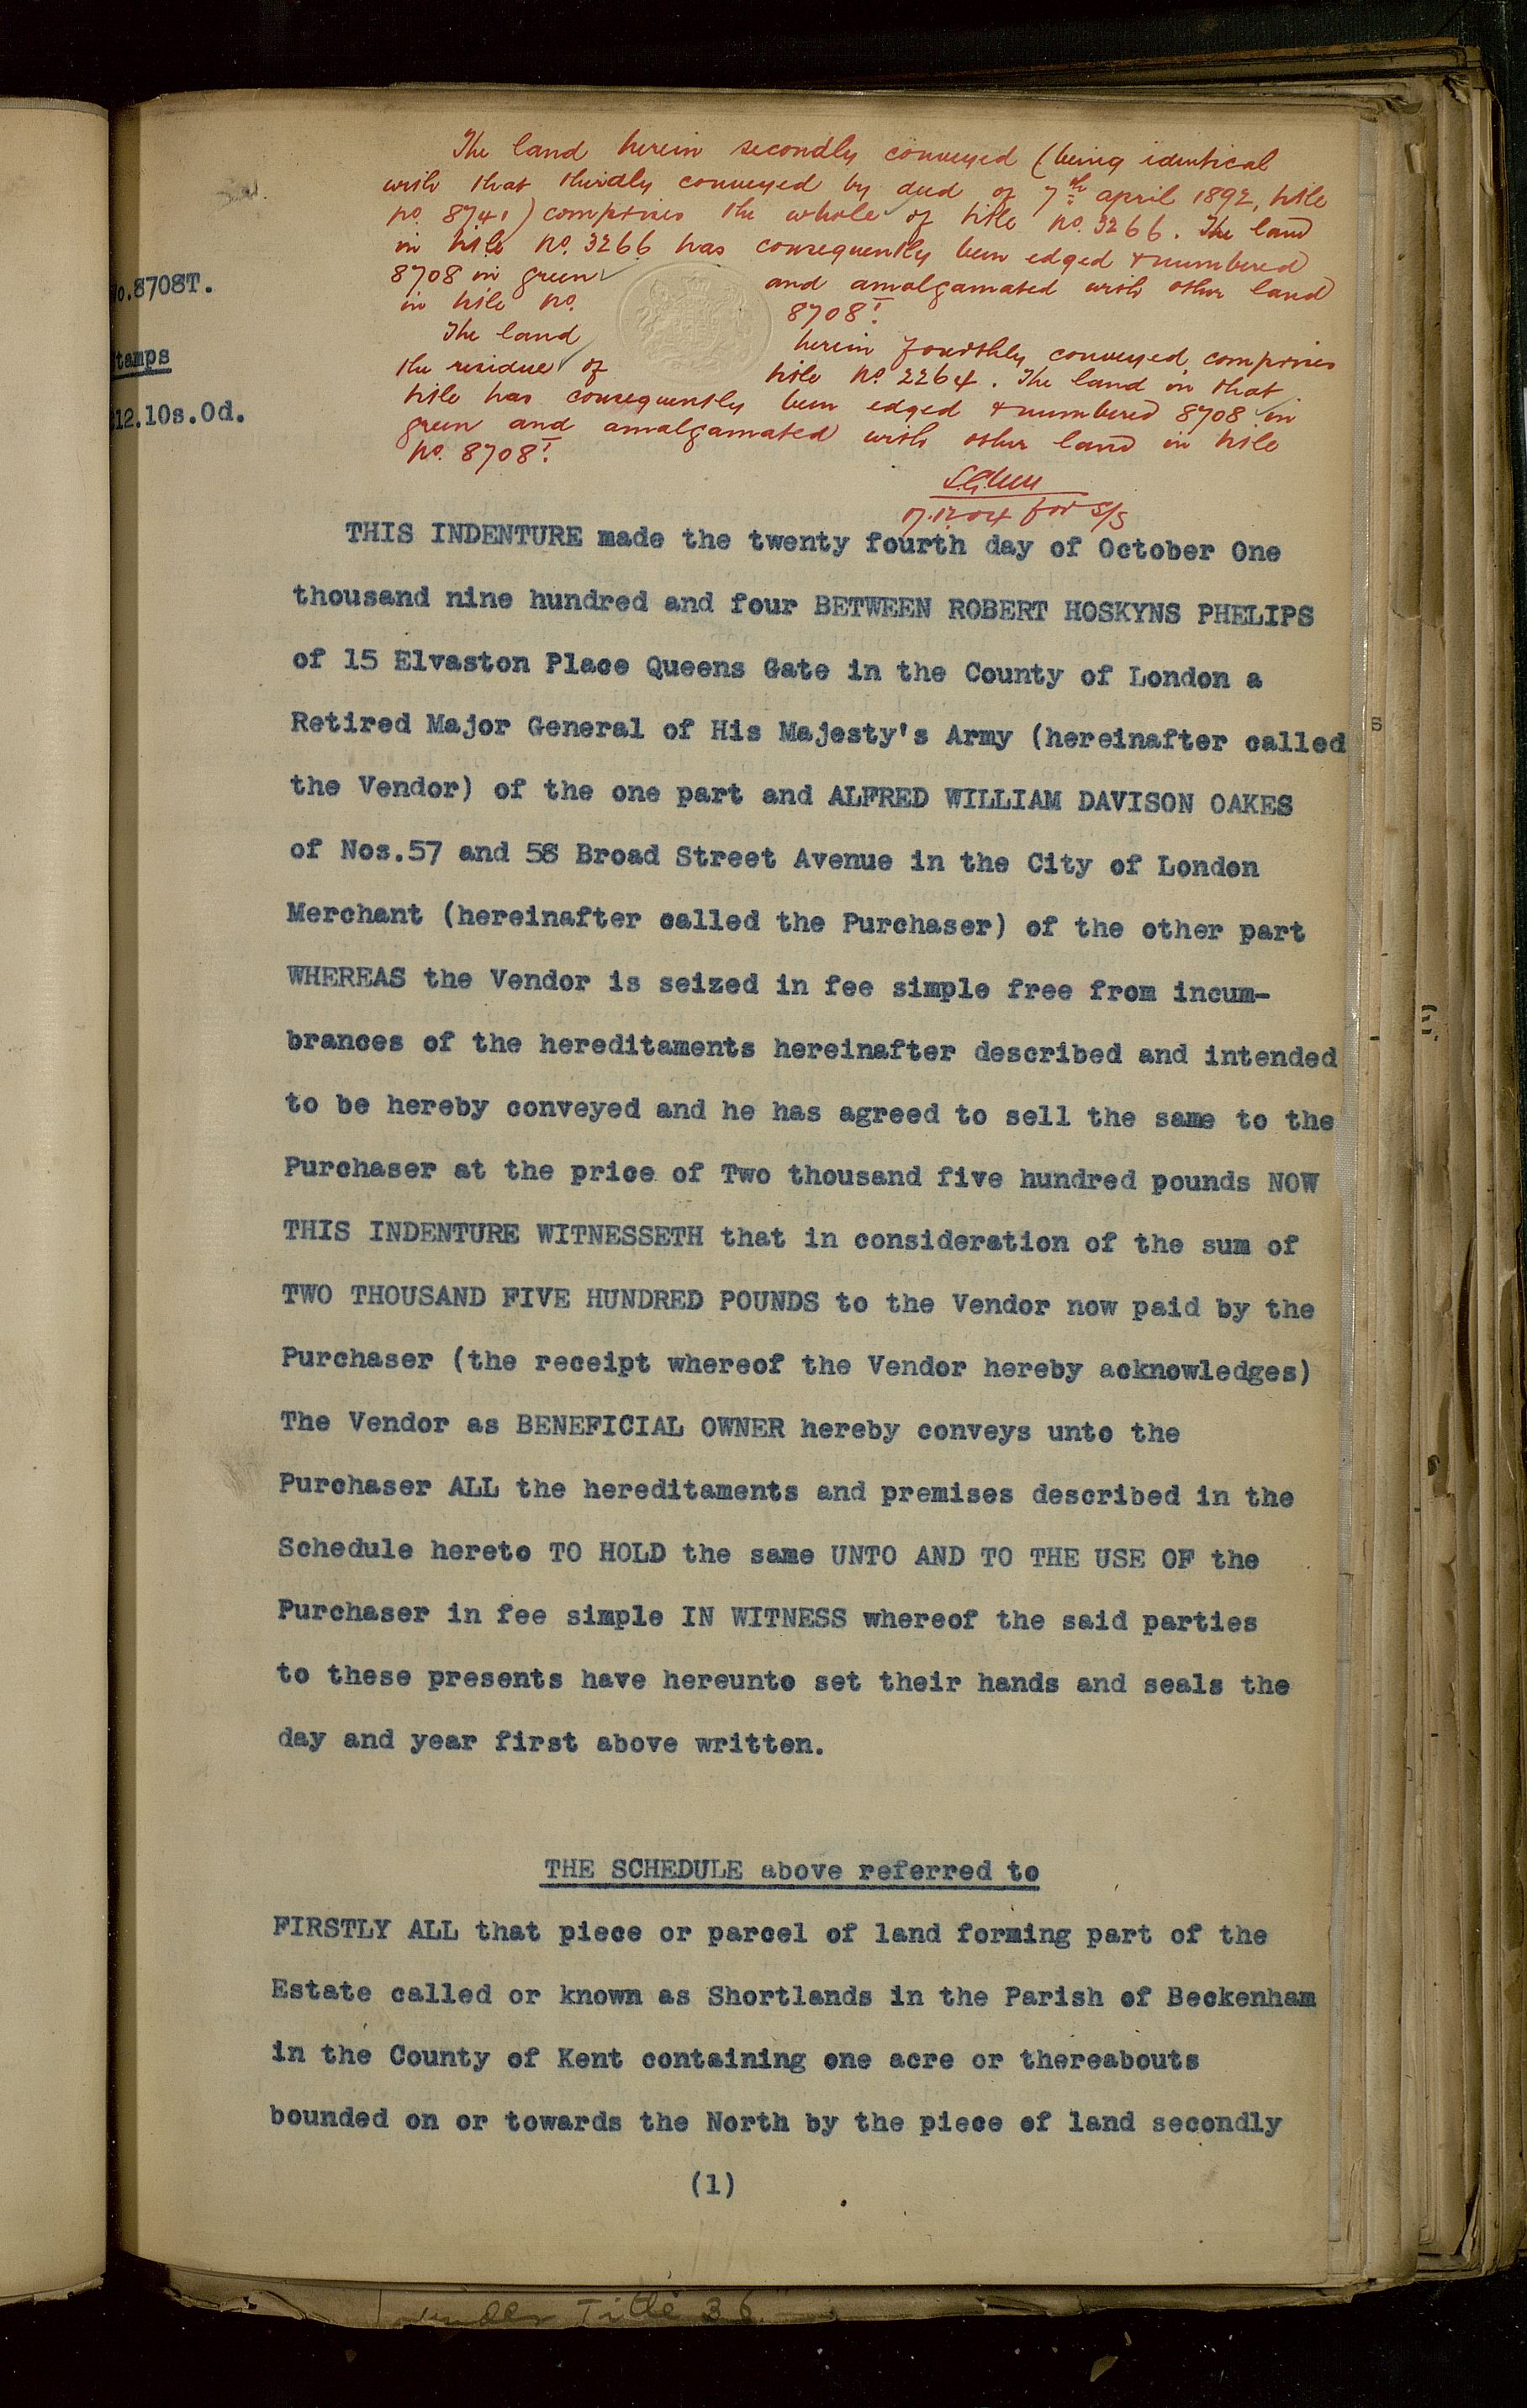 The land herein secondly conveyed (being identical
with that thirdly conveyed by deed of 7th april 1892, title
no. 8741) comprises the whole of title no. 3266. The land
in title no. 3266 has consequently been edged & numbered
8708 in green and amalgamated with other land
in title no. 8708T.
The land herein fourthly conveyed comprises
the residue of title no. 2264. The land in that
title has consequently been edged & numbered 8708 in
green and amalgamated with other land in title
no. 8708T.
17.12.04 for
No.8708T.
Stamps
£12.10s.0d.
THIS INDENTURE made the twenty fourth day of October One
thousand nine hundred and four BETWEEN ROBERT HOSKYNS PHELIPS
of 15 Elvaston Place Queens Gate in the County of London a
Retired Major General of His Majesty's Army (hereinafter called
the Vendor) of the one part and ALFRED WILLIAM DAVISON OAKES
of Nos.57 and 58 Broad Street Avenue in the City of London
Merchant (hereinafter called the Purchaser) of the other part
WHEREAS the Vendor is seized in fee simple free from incum-
brances of the hereditaments hereinafter described and intended
to be hereby conveyed and he has agreed to sell the same to the
Purchaser at the price of Two thousand five hundred pounds NOW
THIS INDENTURE WITNESSETH that in consideration of the sum of
TWO THOUSAND FIVE HUNDRED POUNDS to the Vendor now paid by the
Purchaser (the receipt whereof the Vendor hereby acknowledges)
The Vendor as BENEFICIAL OWNER hereby conveys unto the
Purchaser ALL the hereditaments and premises described in the
Schedule hereto TO HOLD the same UNTO AND TO THE USE OF the
Purchaser in fee simple IN WITNESS whereof the said parties
to these presents have hereunto set their hands and seals the
day and year first above written.
THE SCHEDULE above referred to
FIRSTLY ALL that piece or parcel of land forming part of the
Estate called or known as Shortlands in the Parish of Beckenham
in the County of Kent containing one acre or thereabouts
bounded on or towards the North by the piece of land secondly
(1)
under Title 36